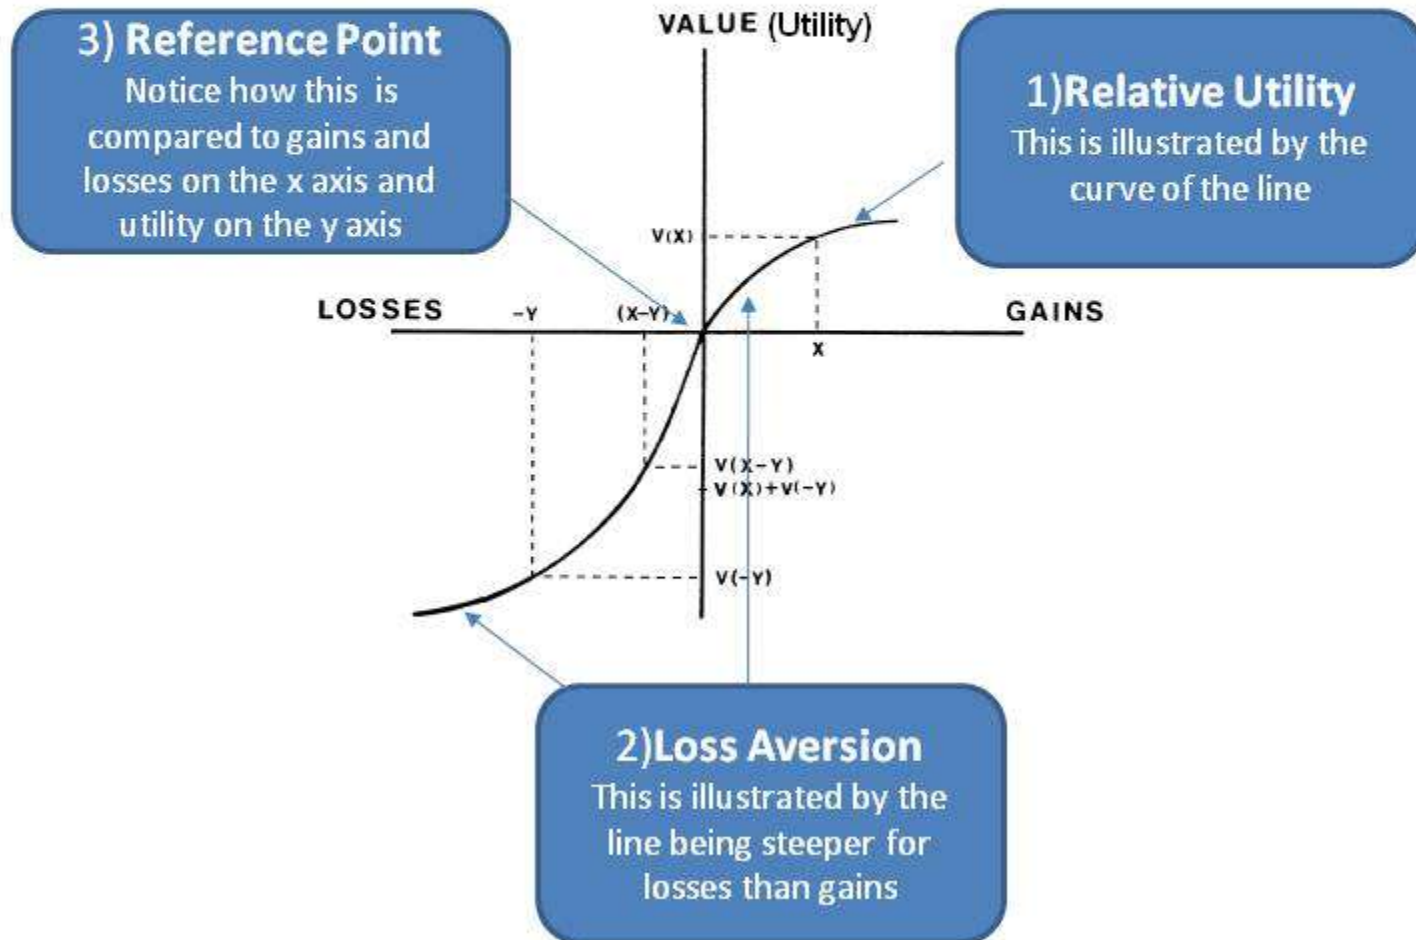 VALUE (Utility)
3) Reference Point
Notice how this is
compared to gains and
losses on the x axis and
utility on the y axis
1)Relative Utility
This is illustrated by the
curve of the line
V(X)
LOSSES
-Y
(X-Y)
GAINS
X
V(X-Y)
V(X)+V(-Y)
V(-Y)
2)Loss Aversion
This is illustrated by the
line being steeper for
losses than gains